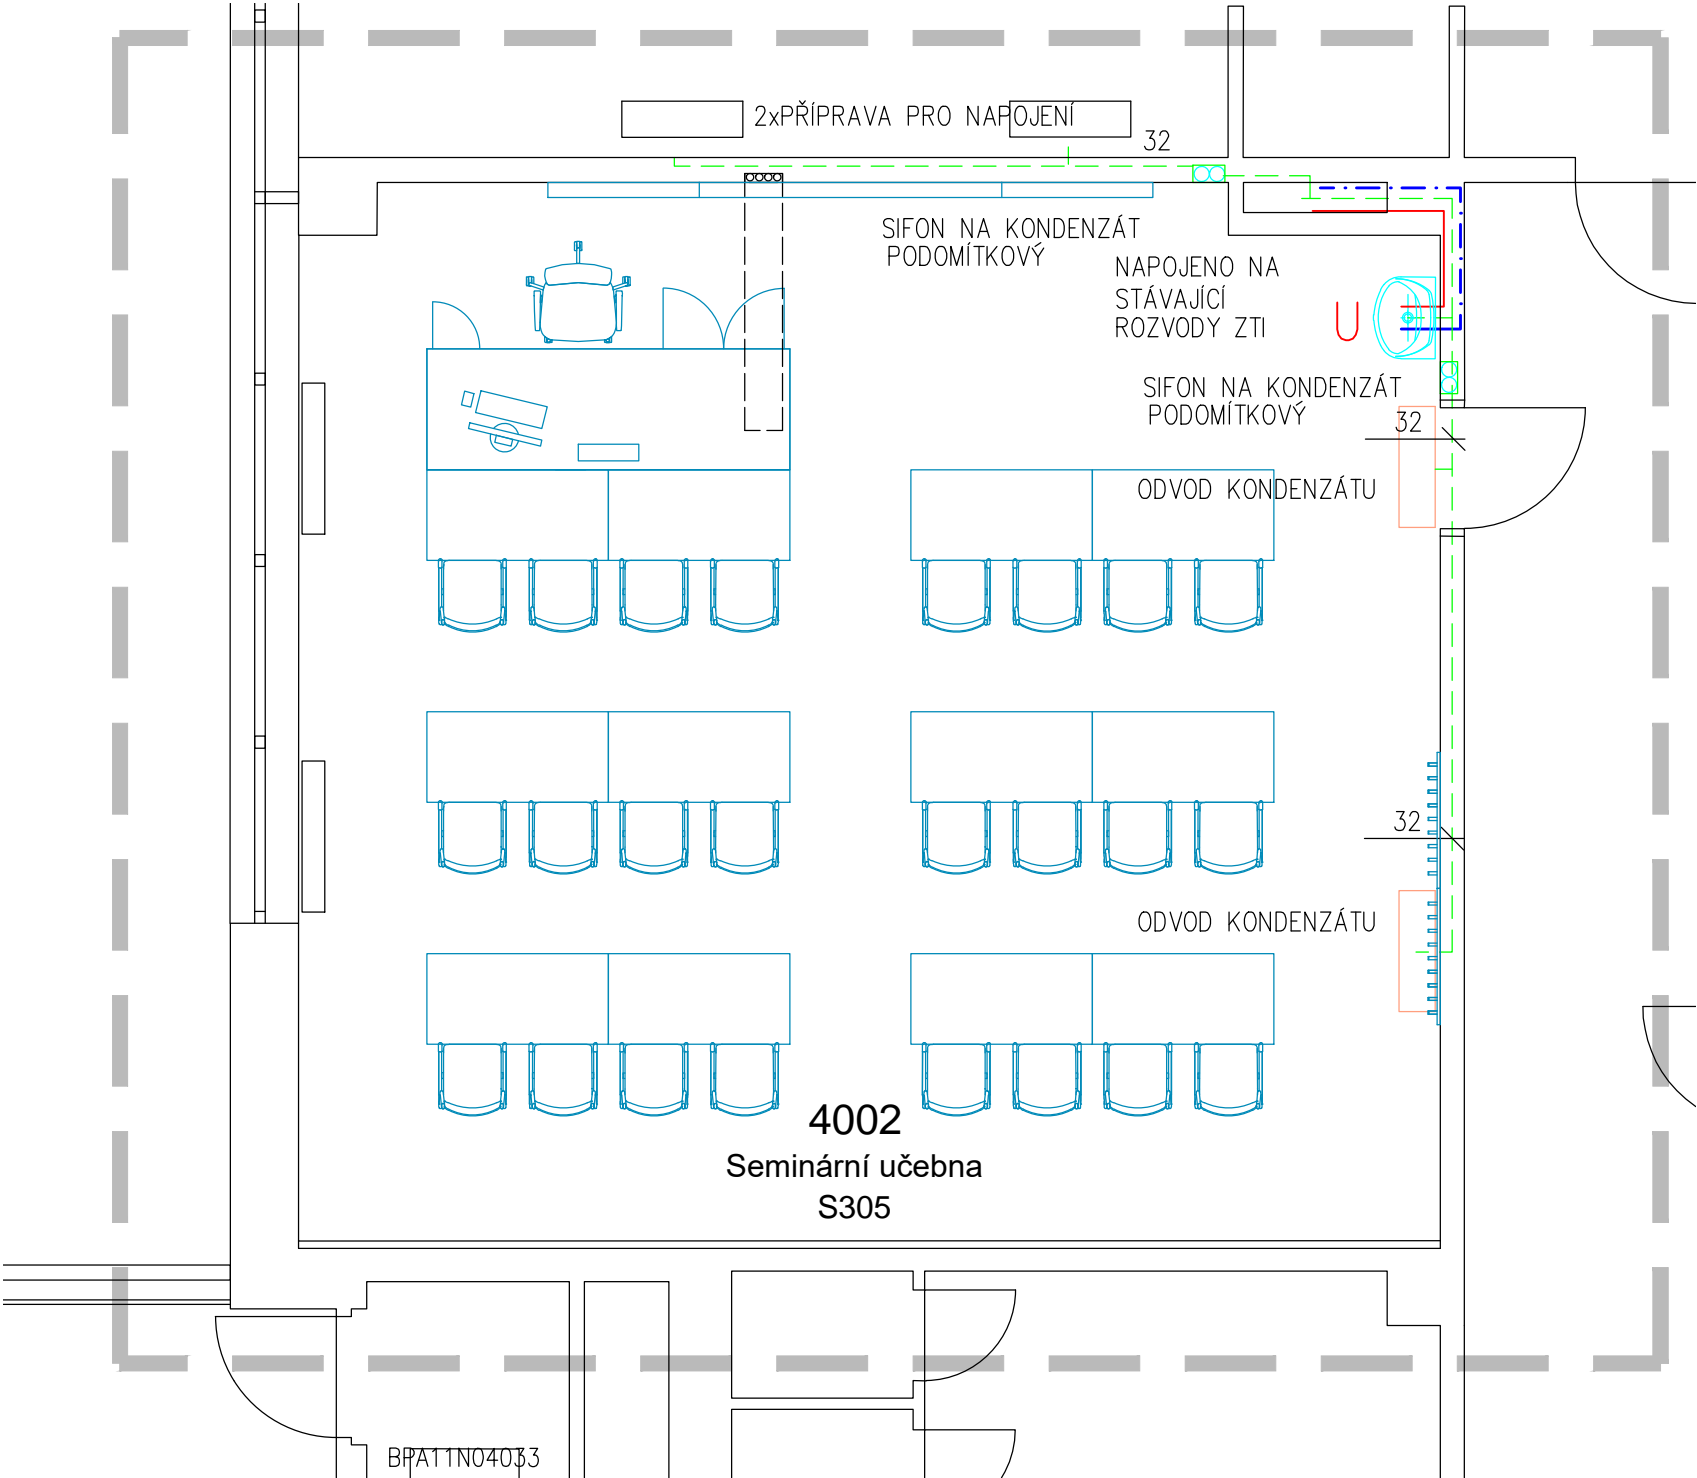 2xPŘÍPRAVA PRO NAPOJENÍ
32
SIFON NA KONDENZÁT
PODOMÍTKOVÝ
NAPOJENO NA
STÁVAJÍCÍ
ROZVODY ZTI
U
SIFON NA KONDENZÁT
PODOMÍTKOVÝ
32
ODVOD KONDENZÁTU
32
ODVOD KONDENZÁTU
4002
Seminární učebna
S305
BPA11N04033